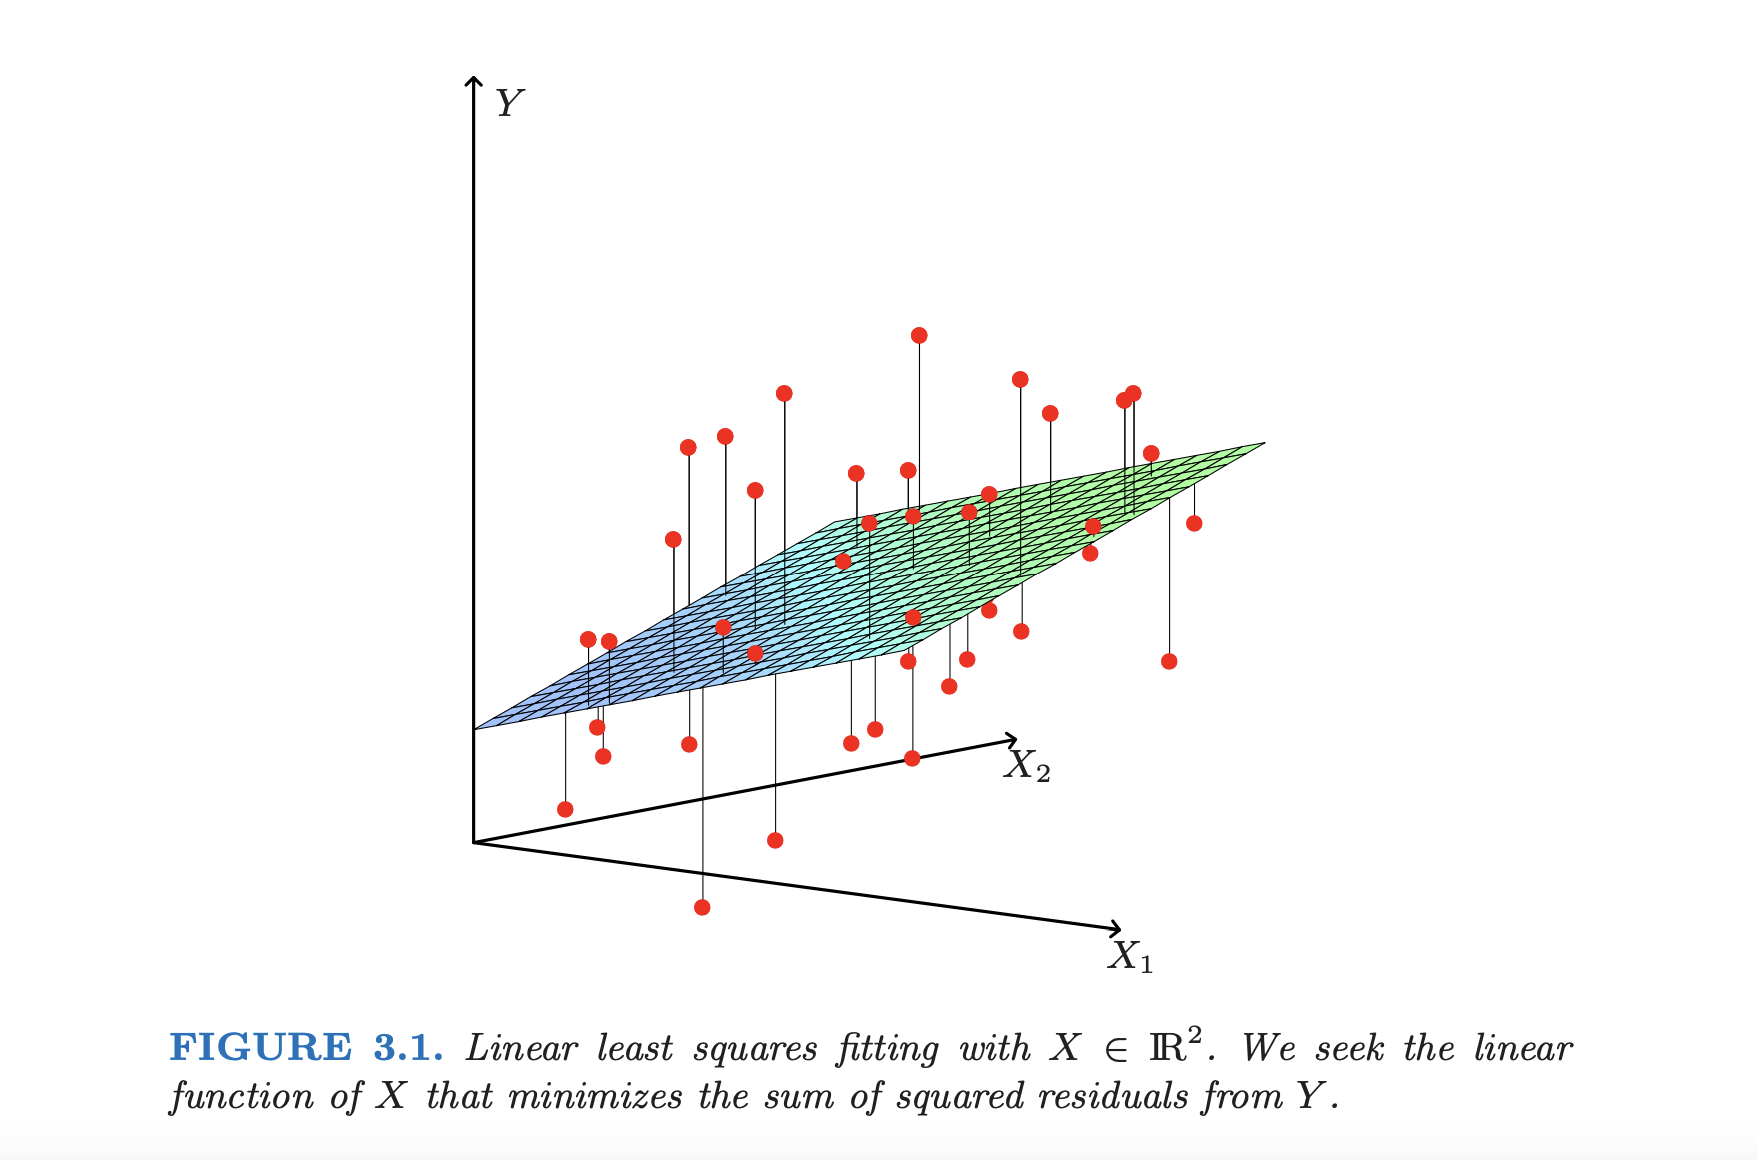 Y
X₂
X₁
FIGURE 3.1. Linear least squares fitting with X ∈ ℝ². We seek the linear
function of X that minimizes the sum of squared residuals from Y.